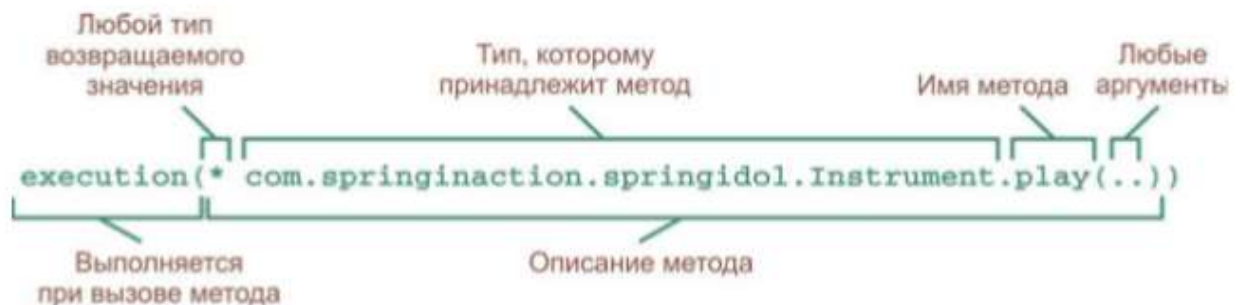 Любой тип
возвращаемого
значения
Тип, которому
принадлежит метод
Имя метода
Любые
аргументы
execution(* com.springinaction.springidol.Instrument.play(..))
Выполняется
при вызове метода
Описание метода